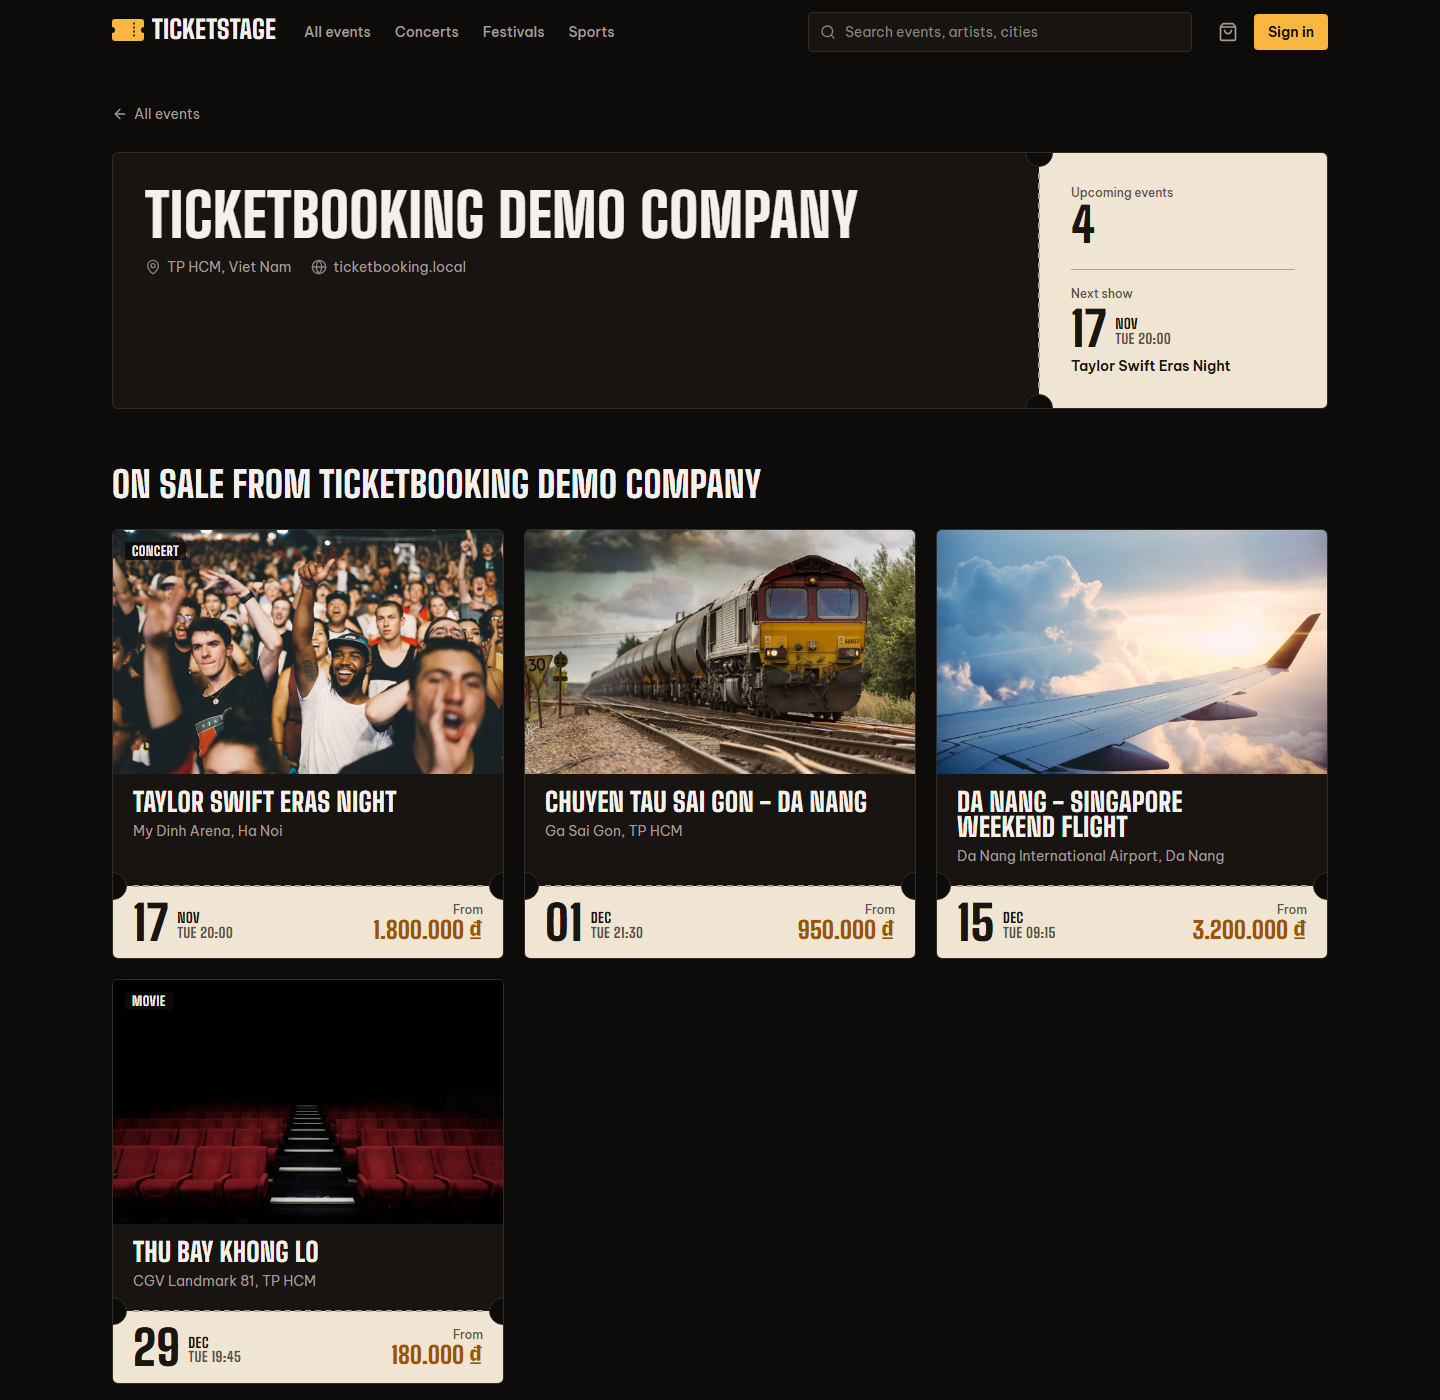 TICKETSTAGE
All events
Concerts
Festivals
Sports
Search events, artists, cities
Sign in
All events
TICKETBOOKING DEMO COMPANY
TP HCM, Viet Nam
ticketbooking.local
Upcoming events
4
Next show
17 NOV
TUE 20:00
Taylor Swift Eras Night
ON SALE FROM TICKETBOOKING DEMO COMPANY
CONCERT
TAYLOR SWIFT ERAS NIGHT
My Dinh Arena, Ha Noi
17 NOV
TUE 20:00
From
1.800.000 ₫
30
66057
CHUYEN TAU SAI GON – DA NANG
Ga Sai Gon, TP HCM
01 DEC
TUE 21:30
From
950.000 ₫
DA NANG – SINGAPORE
WEEKEND FLIGHT
Da Nang International Airport, Da Nang
15 DEC
TUE 09:15
From
3.200.000 ₫
MOVIE
THU BAY KHONG LO
CGV Landmark 81, TP HCM
29 DEC
TUE 19:45
From
180.000 ₫